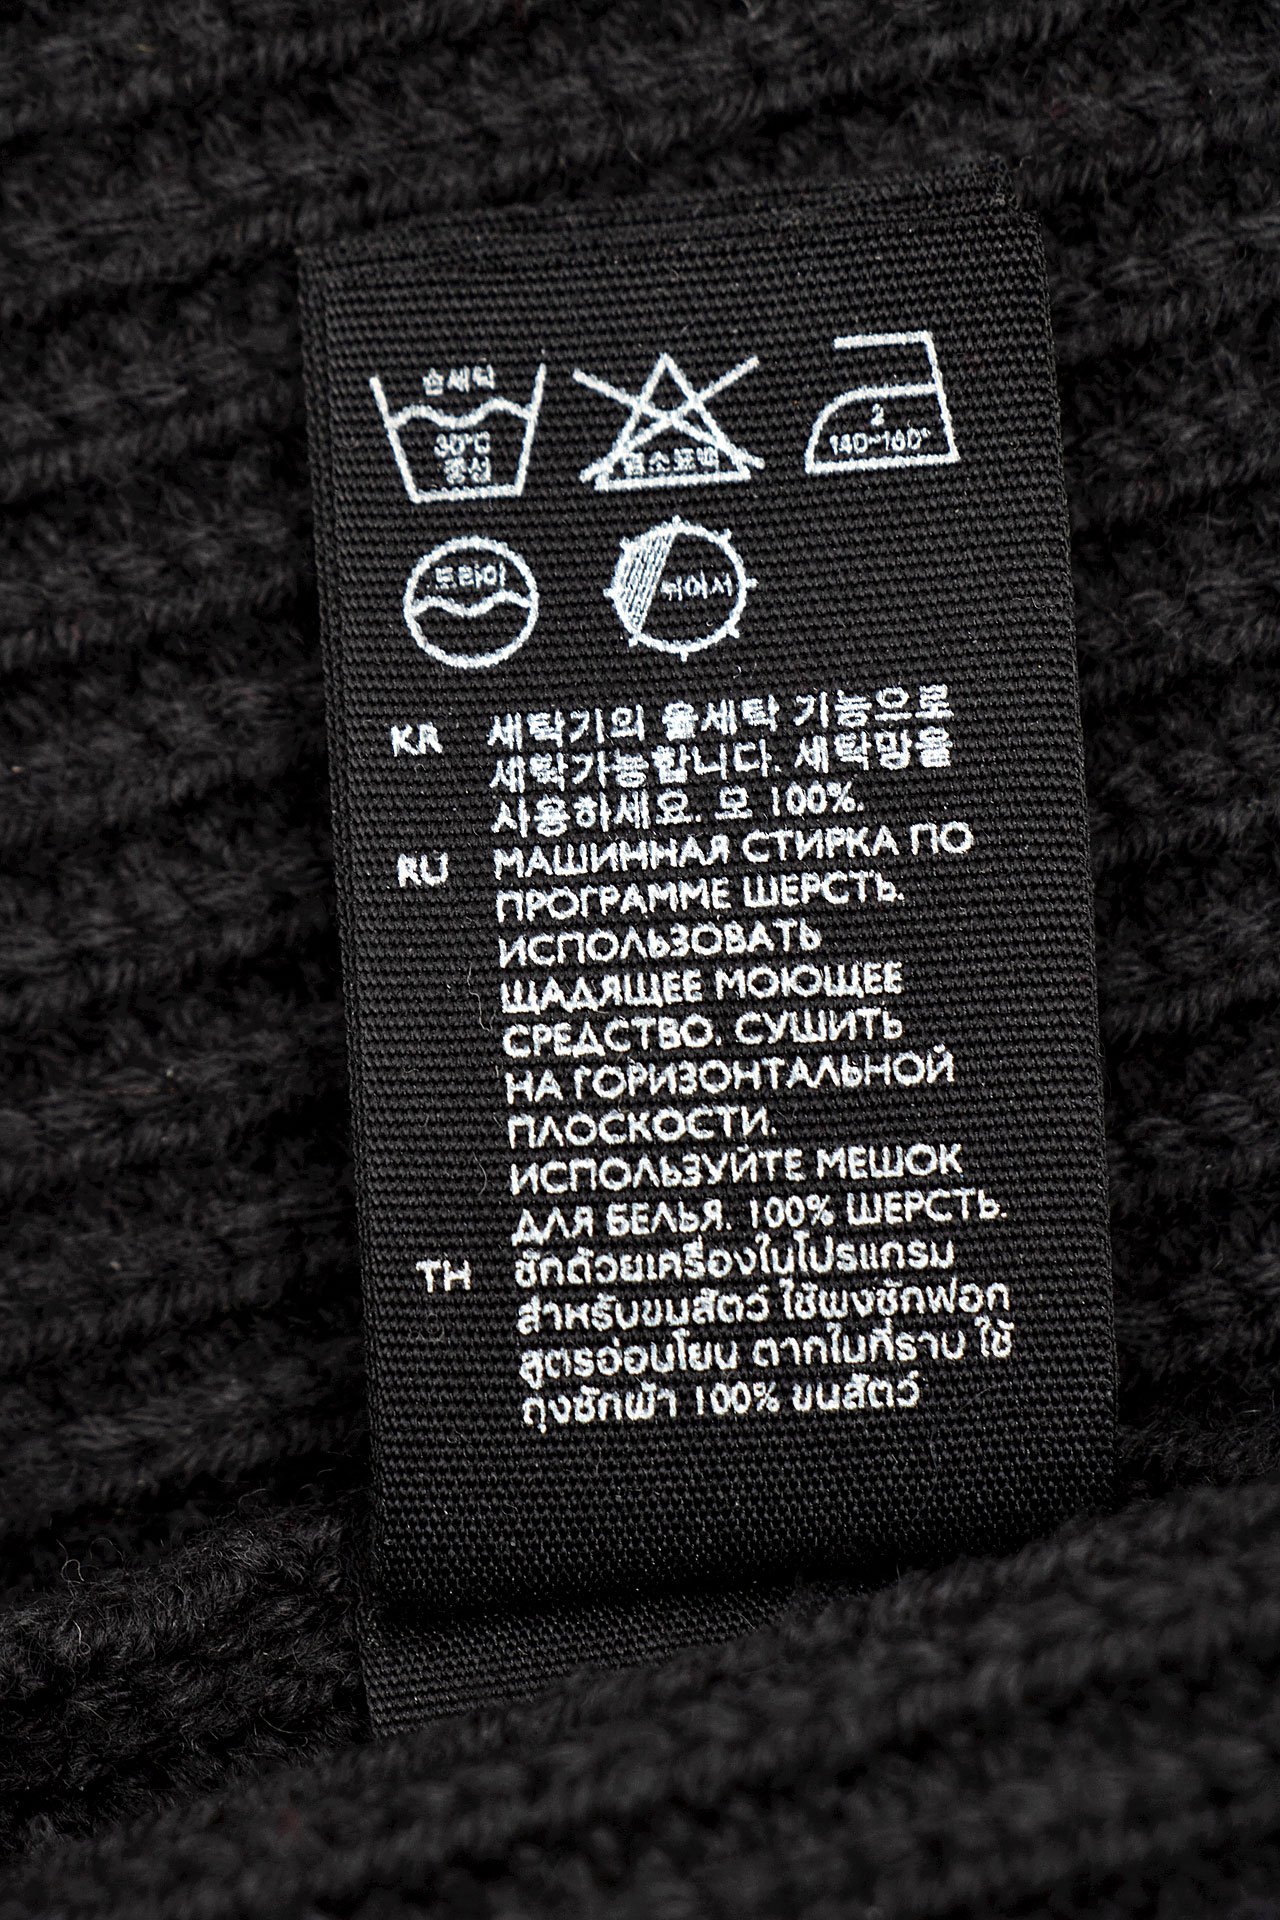 손세탁
30°C
중성
염소표백
2
140~160°
드라이
뉘어서
KR 세탁기의 울세탁 기능으로
세탁가능합니다. 세탁망을
사용하세요. 모 100%.
RU МАШИННАЯ СТИРКА ПО
ПРОГРАММЕ ШЕРСТЬ.
ИСПОЛЬЗОВАТЬ
ЩАДЯЩЕЕ МОЮЩЕЕ
СРЕДСТВО. СУШИТЬ
НА ГОРИЗОНТАЛЬНОЙ
ПЛОСКОСТИ.
ИСПОЛЬЗУЙТЕ МЕШОК
ДЛЯ БЕЛЬЯ. 100% ШЕРСТЬ.
TH ซักด้วยเครื่องในโปรแกรม
สำหรับขนสัตว์ ใช้ผงซักฟอก
สูตรอ่อนโยน ตากในที่ราบ ใช้
ถุงซักผ้า 100% ขนสัตว์